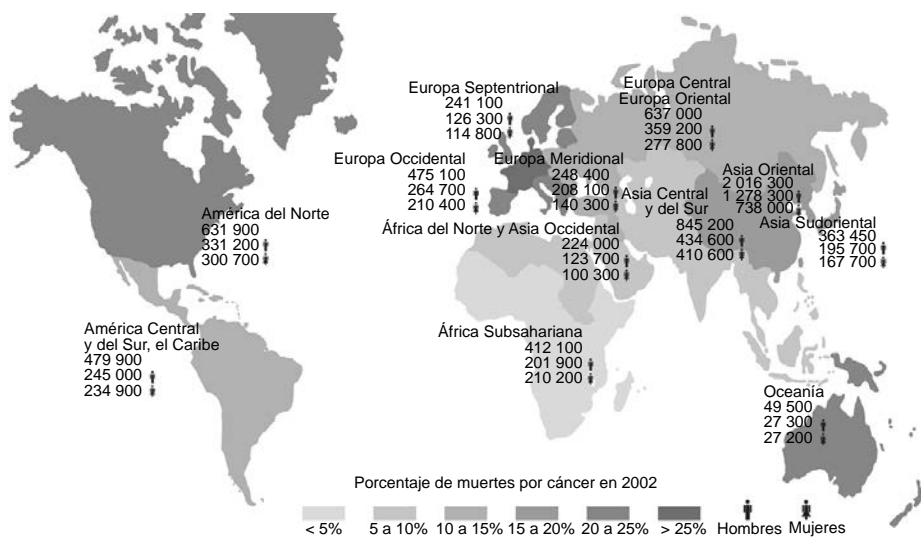 Europa Septentrional
241 100
126 300
114 800
Europa Central
Europa Oriental
637 000
359 200
277 800
Europa Occidental
475 100
264 700
210 400
Europa Meridional
248 400
208 100
140 300
Asia Oriental
2 016 300
1 278 300
738 000
Asia Central
y del Sur
845 200
434 600
410 600
Asia Sudoriental
363 450
195 700
167 700
América del Norte
631 900
331 200
300 700
África del Norte y Asia Occidental
224 000
123 700
100 300
América Central
y del Sur, el Caribe
479 900
245 000
234 900
África Subsahariana
412 100
201 900
210 200
Oceanía
49 500
27 300
27 200
Porcentaje de muertes por cáncer en 2002
< 5% 5 a 10% 10 a 15% 15 a 20% 20 a 25% > 25% Hombres Mujeres